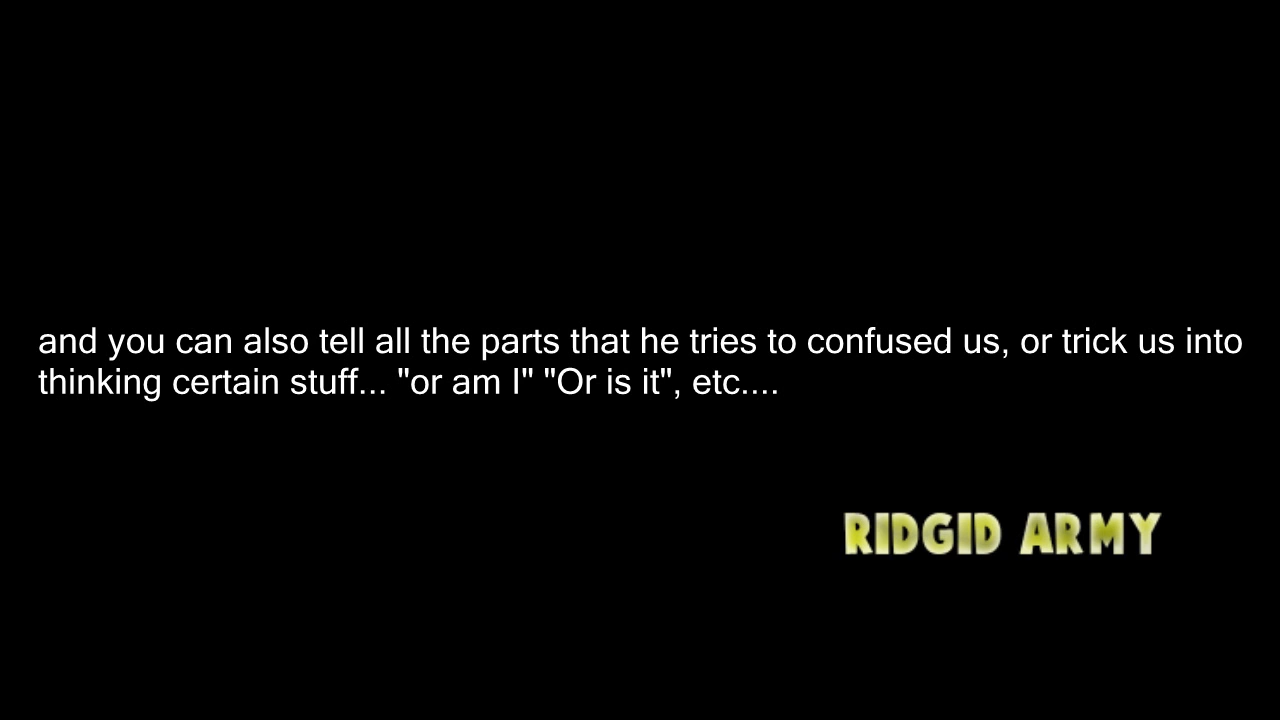 and you can also tell all the parts that he tries to confused us, or trick us into
thinking certain stuff... "or am I" "Or is it", etc....
RIDGID ARMY